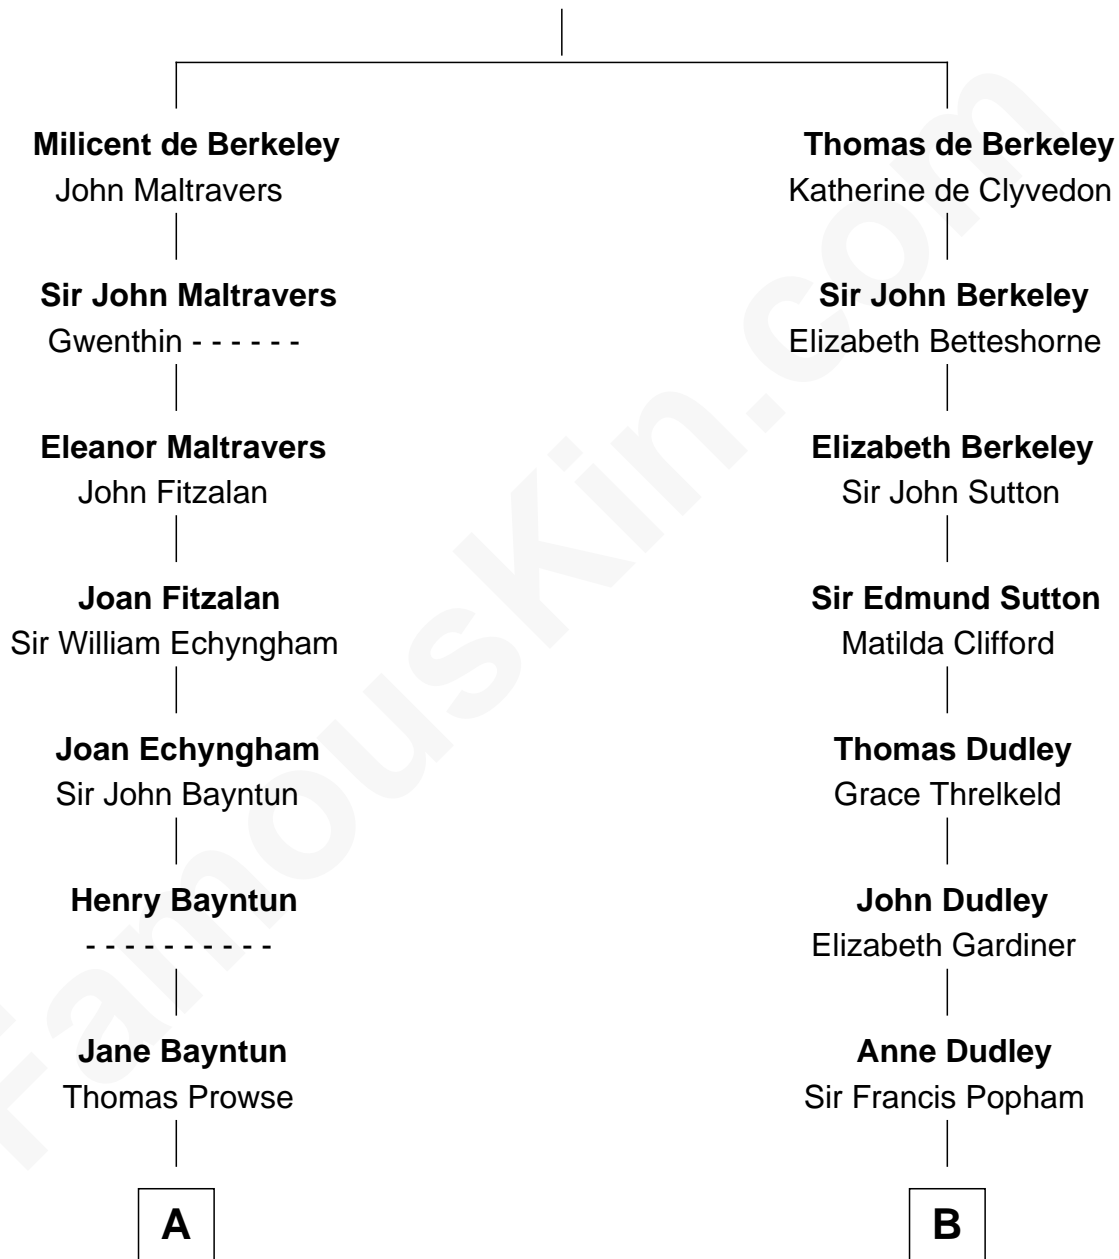 Milicent de Berkeley
John Maltravers
Sir John Maltravers
Gwenthin - - - - - -
Eleanor Maltravers
John Fitzalan
Joan Fitzalan
Sir William Echyngham
Joan Echyngham
Sir John Bayntun
Henry Bayntun
- - - - - - - - - -
Jane Bayntun
Thomas Prowse
A
Thomas de Berkeley
Katherine de Clyvedon
Sir John Berkeley
Elizabeth Betteshorne
Elizabeth Berkeley
Sir John Sutton
Sir Edmund Sutton
Matilda Clifford
Thomas Dudley
Grace Threlkeld
John Dudley
Elizabeth Gardiner
Anne Dudley
Sir Francis Popham
B
FamousKin.com